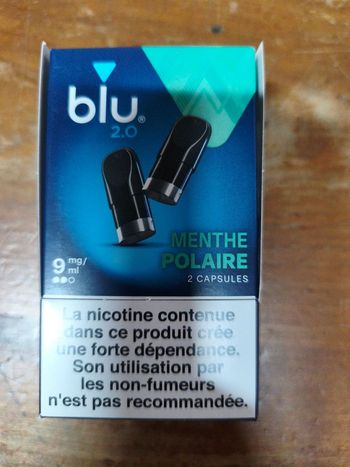 blu®
2.0
MENTHE
POLAIRE
2 CAPSULES
9 mg/
ml
La nicotine contenue
dans ce produit crée
une forte dépendance.
Son utilisation par
les non-fumeurs
n'est pas recommandée.